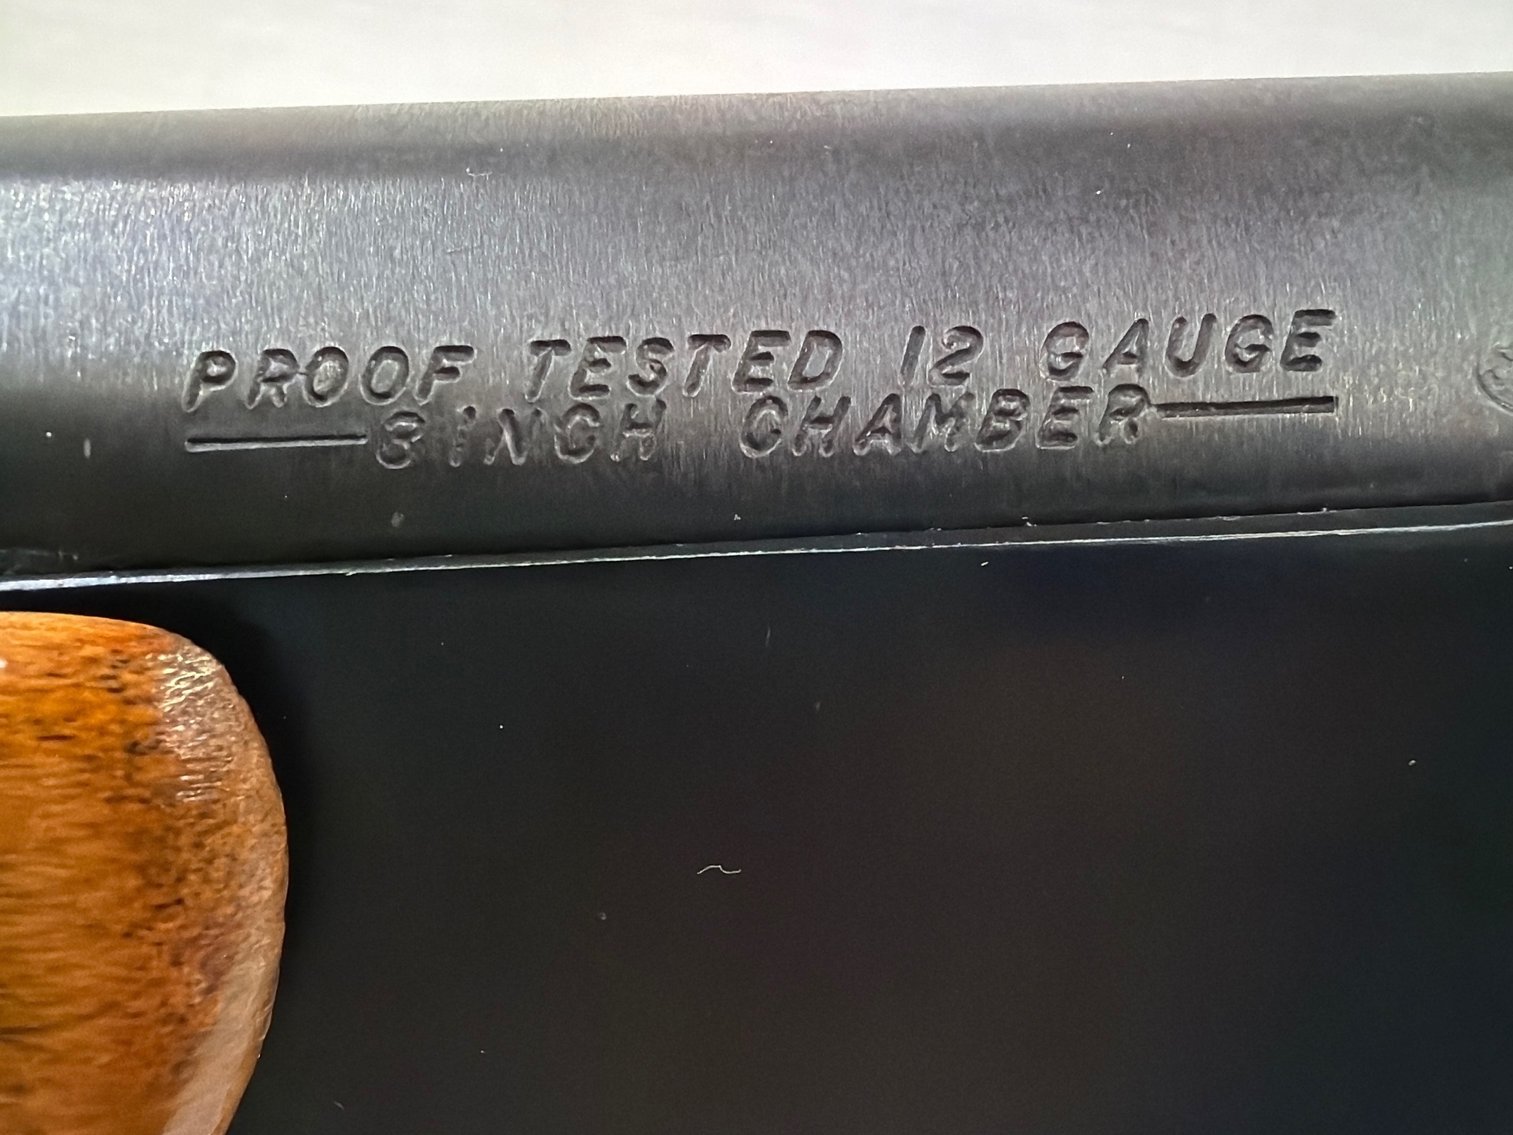 PROOF TESTED 12 GAUGE
—3 INCH CHAMBER—